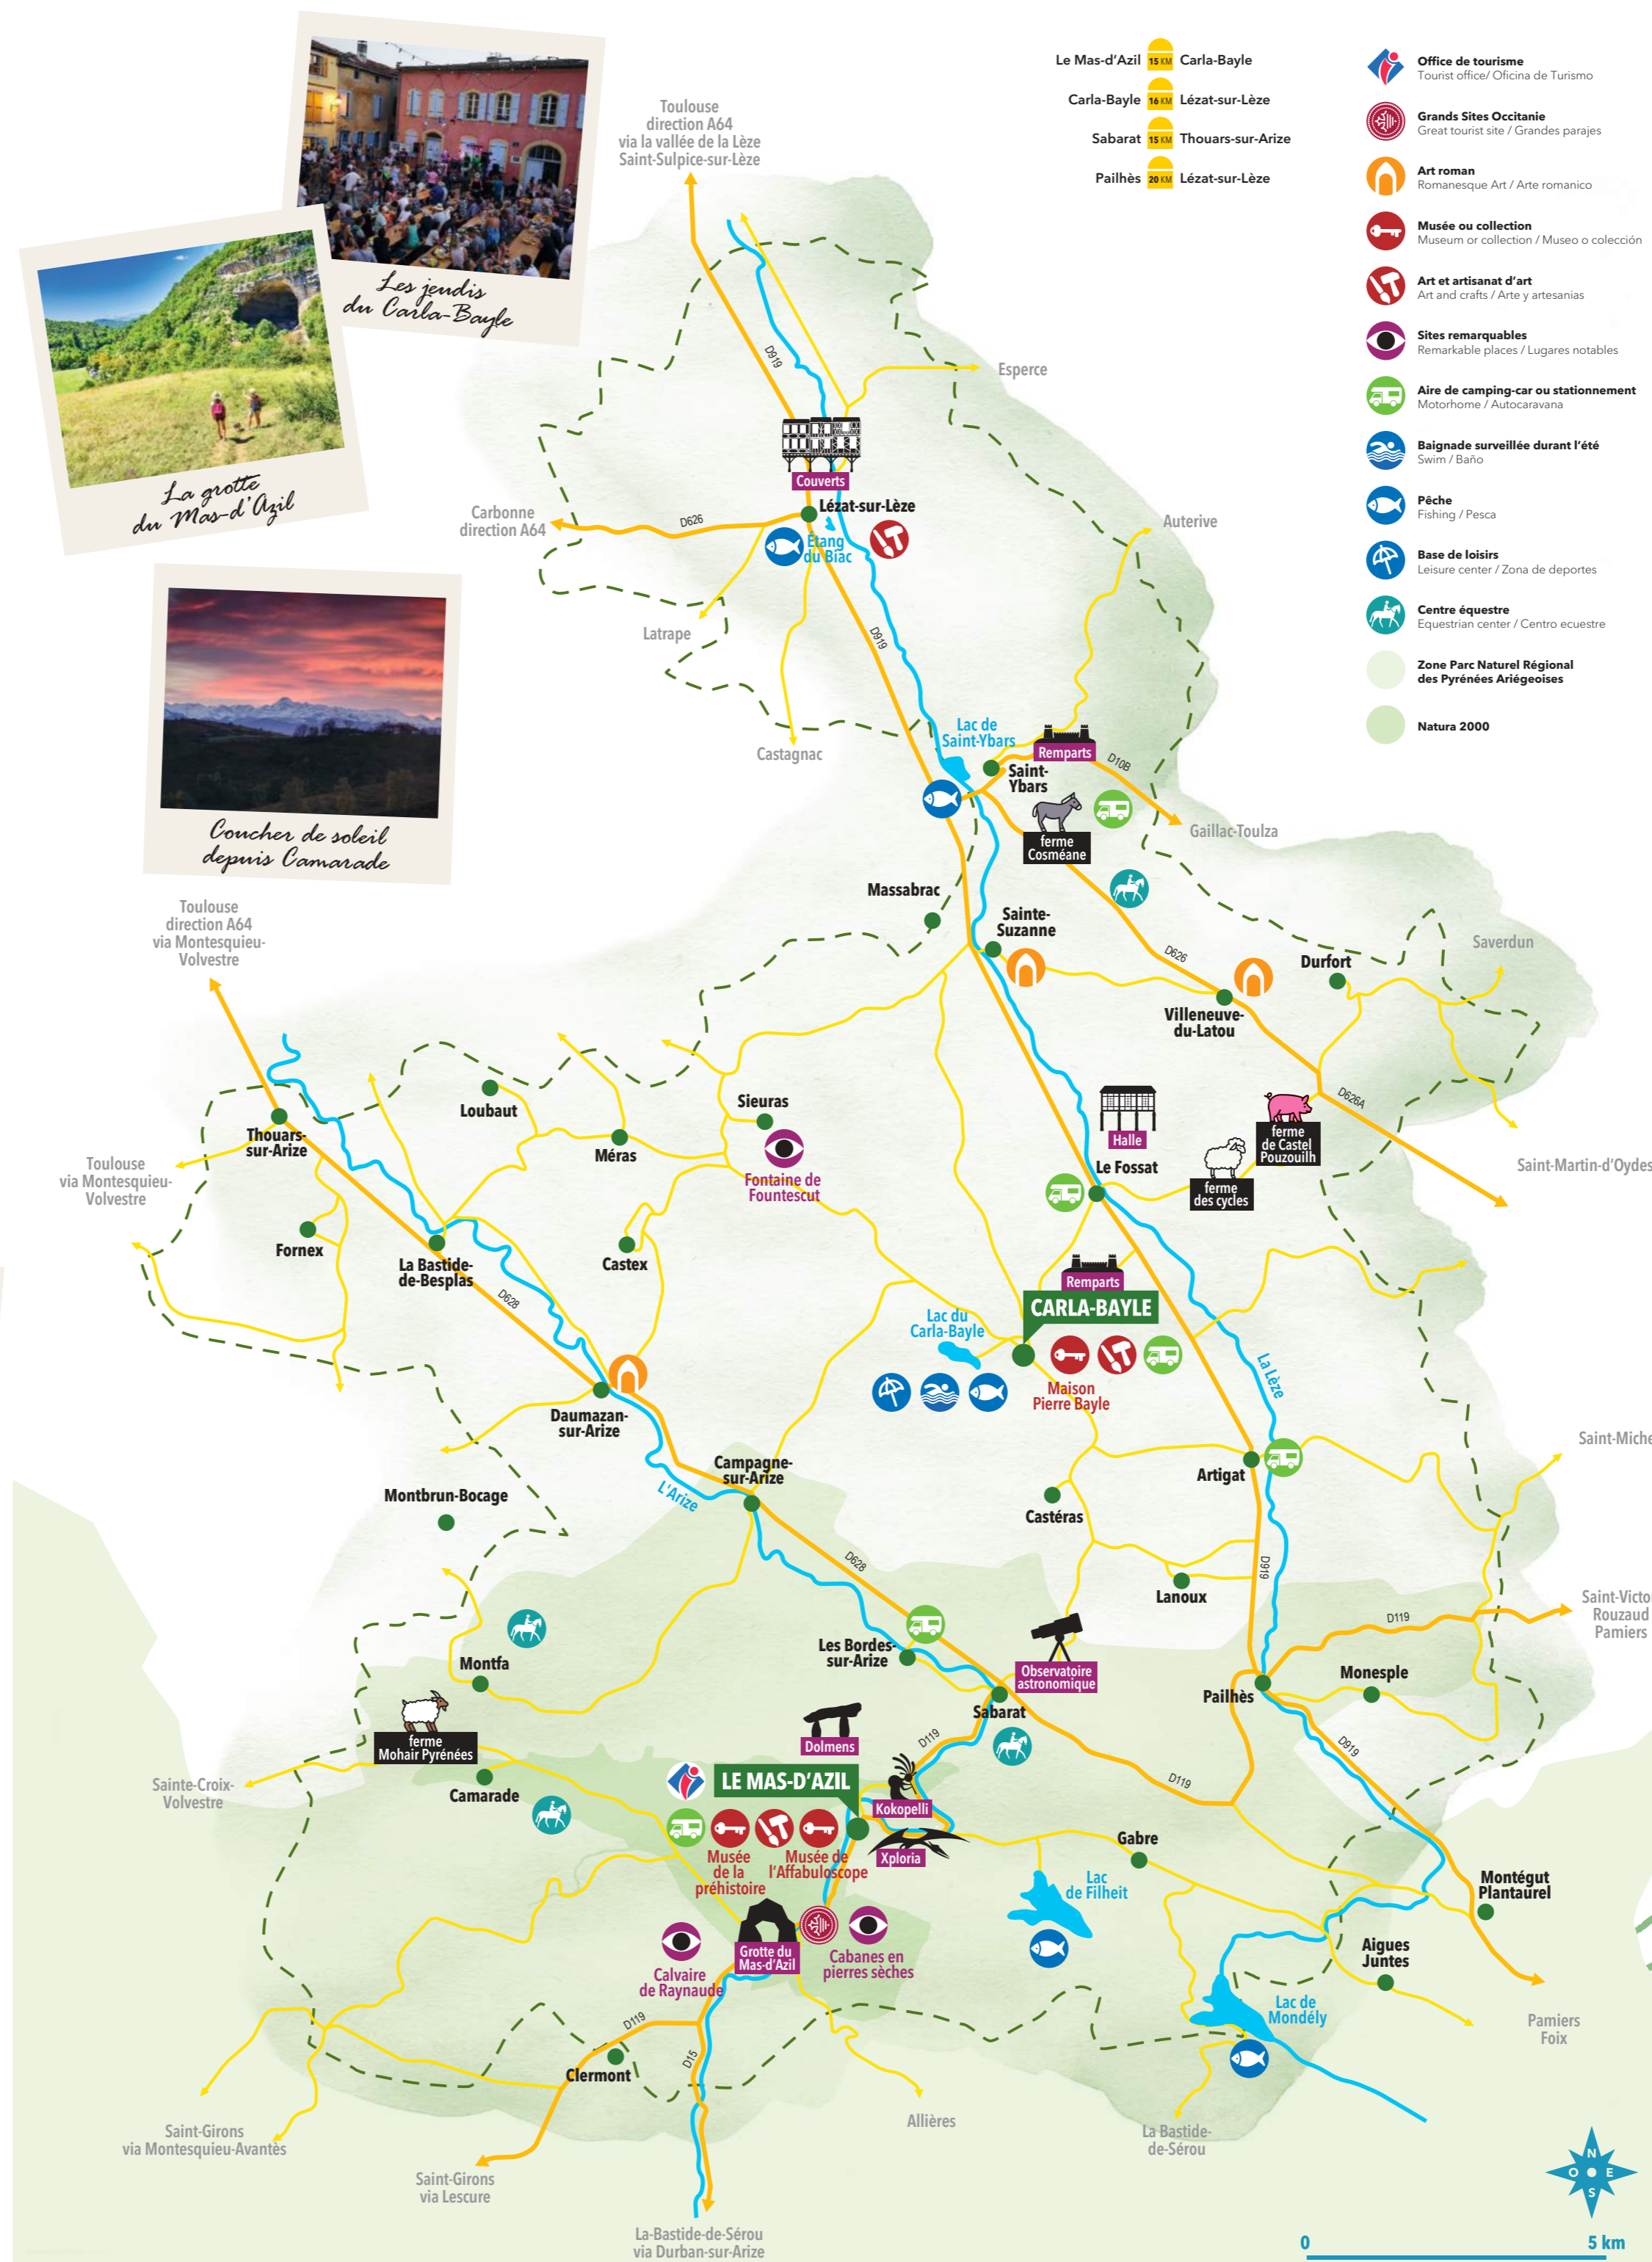 Les jeudis
du Carla-Bayle
La grotte
du Mas-d'Azil
Coucher de soleil
depuis Camarade
Le Mas-d'Azil 15 KM Carla-Bayle
Carla-Bayle 16 KM Lézat-sur-Lèze
Sabarat 15 KM Thouars-sur-Arize
Pailhès 20 KM Lézat-sur-Lèze
Office de tourisme
Tourist office/ Oficina de Turismo
Grands Sites Occitanie
Great tourist site / Grandes parajes
Art roman
Romanesque Art / Arte romanico
Musée ou collection
Museum or collection / Museo o colección
Art et artisanat d'art
Art and crafts / Arte y artesanias
Sites remarquables
Remarkable places / Lugares notables
Aire de camping-car ou stationnement
Motorhome / Autocaravana
Baignade surveillée durant l'été
Swim / Baño
Pêche
Fishing / Pesca
Base de loisirs
Leisure center / Zona de deportes
Centre équestre
Equestrian center / Centro ecuestre
Zone Parc Naturel Régional
des Pyrénées Ariégeoises
Natura 2000
Toulouse
direction A64
via la vallée de la Lèze
Saint-Sulpice-sur-Lèze
D919
Esperce
Couverts
Lézat-sur-Lèze
Carbonne
direction A64
D626
Étang
du Biac
Auterive
Latrape
D919
Castagnac
Lac de
Saint-Ybars
Remparts
D10B
Saint-
Ybars
Gaillac-Toulza
ferme
Cosméane
Massabrac
Sainte-
Suzanne
D626
Durfort
Saverdun
Villeneuve-
du-Latou
Toulouse
direction A64
via Montesquieu-
Volvestre
Loubaut
Sieuras
Thouars-
sur-Arize
Méras
Toulouse
via Montesquieu-
Volvestre
Fontaine de
Fountescut
Halle
Le Fossat
ferme
de Castel
Pouzouilh
D626A
ferme
des cycles
Saint-Martin-d'Oydes
Fornex
La Bastide-
de-Besplas
Castex
D628
Remparts
CARLA-BAYLE
Lac du
Carla-Bayle
Maison
Pierre Bayle
La Lèze
Daumazan-
sur-Arize
Campagne-
sur-Arize
L'Arize
Montbrun-Bocage
Artigat
Saint-Miche
Castéras
D628
D919
Lanoux
Saint-Victo
Rouzaud
Pamiers
D119
Les Bordes-
sur-Arize
Observatoire
astronomique
Montfa
Monesple
Pailhès
Sabarat
ferme
Mohair Pyrénées
Dolmens
D119
D919
Sainte-Croix-
Volvestre
Camarade
LE MAS-D'AZIL
D119
Kokopelli
Xploria
Gabre
Musée
de la
préhistoire
Musée de
l'Affabuloscope
Lac
de Filheit
Montégut
Plantaurel
Grotte du
Mas-d'Azil
Cabanes en
pierres sèches
Calvaire
de Raynaude
Aigues
Juntes
Lac de
Mondély
D119
Pamiers
Foix
D15
Clermont
Allières
La Bastide-
de-Sérou
Saint-Girons
via Montesquieu-Avantès
Saint-Girons
via Lescure
La-Bastide-de-Sérou
via Durban-sur-Arize
N
O E
S
0 5 km